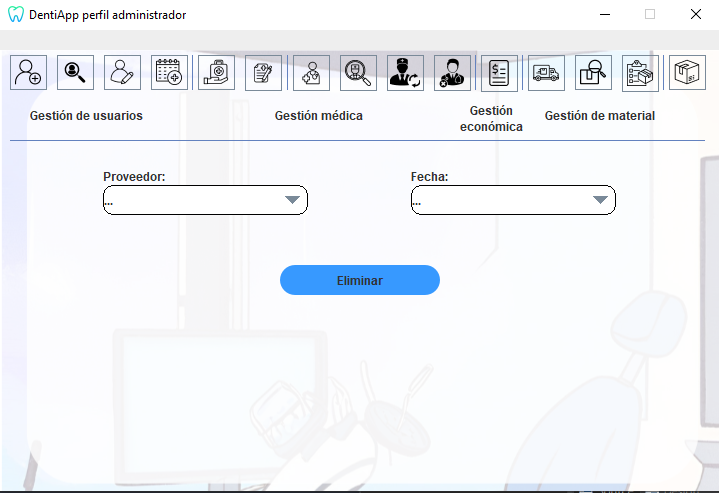 DentiApp perfil administrador
Gestión de usuarios
Gestión médica
Gestión
económica
Gestión de material
Proveedor:
Fecha:
...
...
Eliminar